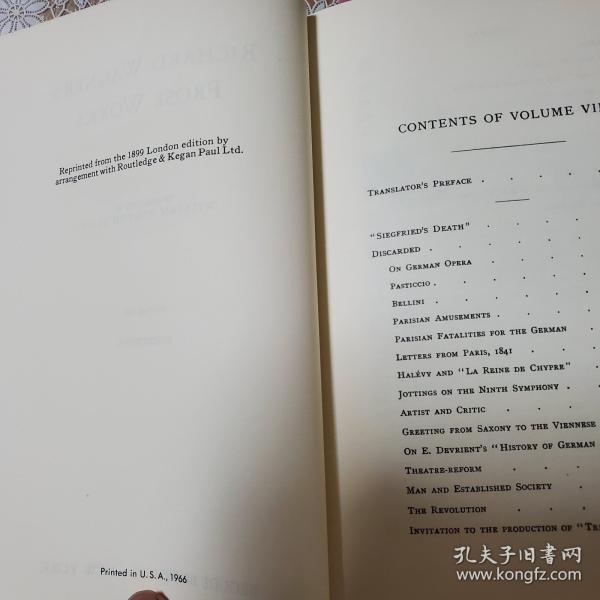 Reprinted from the 1899 London edition by
arrangement with Routledge & Kegan Paul Ltd.
Printed in U.S.A., 1966
CONTENTS OF VOLUME
TRANSLATOR'S PREFACE . . . .
"SIEGFRIED'S DEATH" . . . .
DISCARDED . . . . .
ON GERMAN OPERA . . . .
PASTICCIO . . . . .
BELLINI . . . . .
PARISIAN AMUSEMENTS . . . .
PARISIAN FATALITIES FOR THE GERMAN .
LETTERS FROM PARIS, 1841 . . .
HALÉVY AND "LA REINE DE CHYPRE" .
JOTTINGS ON THE NINTH SYMPHONY . .
ARTIST AND CRITIC . . . .
GREETING FROM SAXONY TO THE VIENNESE
ON E. DEVRIENT'S "HISTORY OF GERMAN
THEATRE-REFORM . . . .
MAN AND ESTABLISHED SOCIETY . .
THE REVOLUTION . . . .
INVITATION TO THE PRODUCTION OF
孔夫子旧书网
www.kongfz.com